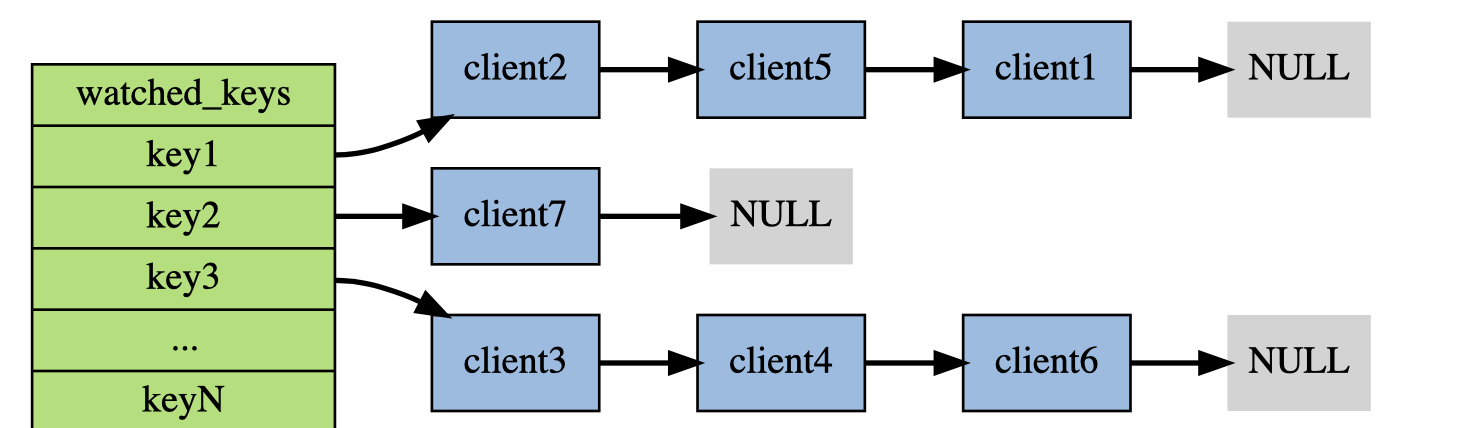 watched_keys
key1
key2
key3
...
keyN
client2 client5 client1 NULL
client7 NULL
client3 client4 client6 NULL